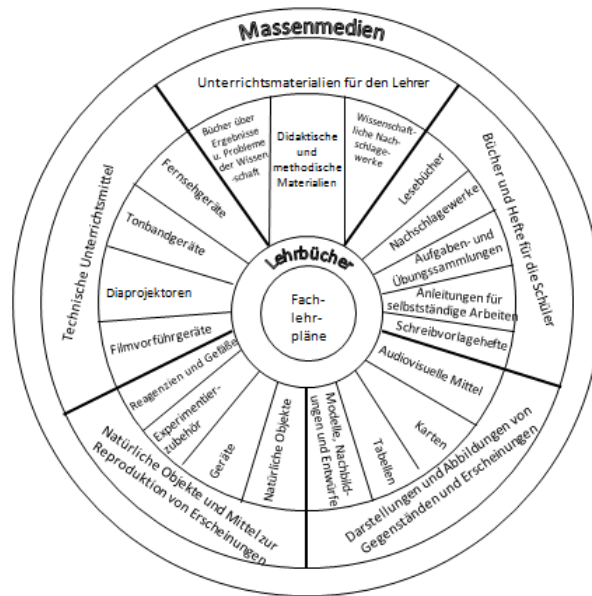 Massenmedien
Unterrichtsmaterialien für den Lehrer
Bücher über
Ergebnisse
u. Probleme
der Wissen
-schaft
Didaktische
und
methodische
Materialien
Wissenschaft-
liche Nach-
schlage-
werke
Bücher und Hefte für die Schüler
Lesebücher
Nachschlagewerke
Aufgaben- und
Übungssammlungen
Anleitungen für
selbstständige Arbeiten
Schreibvorlagehefte
Darstellungen und Abbildungen von
Gegenständen und Erscheinungen
Audiovisuelle Mittel
Karten
Tabellen
Modelle, Nachbild-
ungen und Entwürfe
Natürliche Objekte und Mittel zur
Reproduktion von Erscheinungen
Natürliche Objekte
Geräte
Experimentier-
zubehör
Reagenzien und Gefäße
Technische Unterrichtsmittel
Filmvorführgeräte
Diaprojektoren
Tonbandgeräte
Fernsehgeräte
Lehrbücher
Fach-
lehr-
pläne